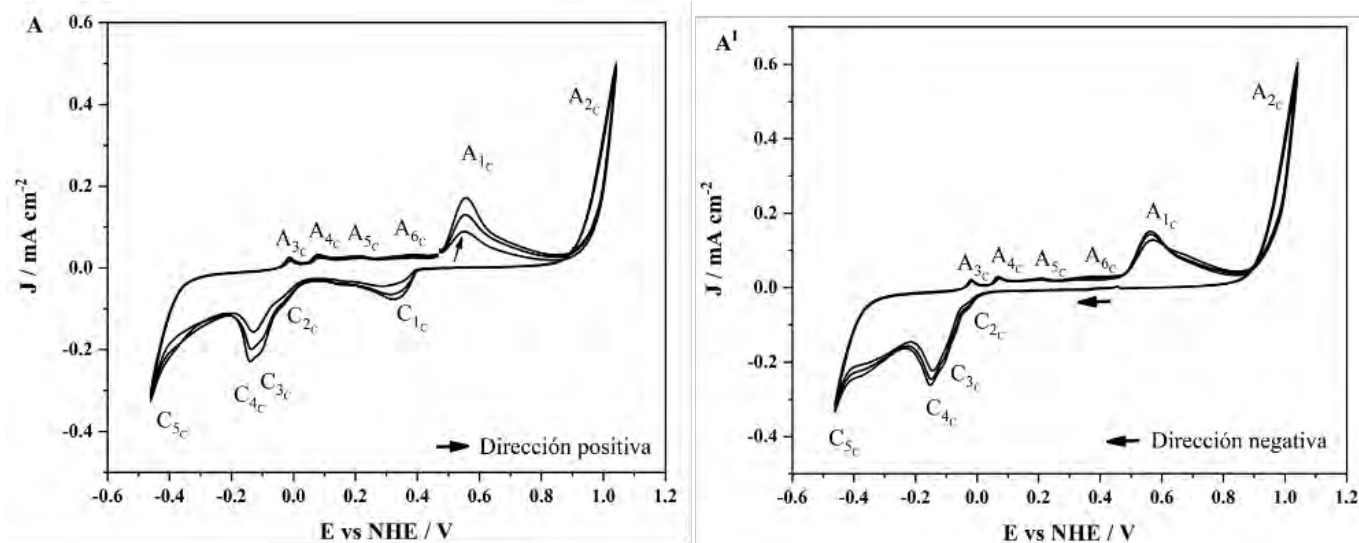 A
J / mA cm⁻²
0.6
0.4
0.2
0.0
-0.2
-0.4
A2c
A1c
A3c A4c A5c A6c
C1c
C2c
C3c
C4c
C5c
Dirección positiva
-0.6 -0.4 -0.2 0.0 0.2 0.4 0.6 0.8 1.0 1.2
E vs NHE / V
A¹
J / mA cm⁻²
0.6
0.4
0.2
0.0
-0.2
-0.4
A2c
A1c
A3c A4c A5c A6c
C2c
C3c
C4c
C5c
Dirección negativa
-0.6 -0.4 -0.2 0.0 0.2 0.4 0.6 0.8 1.0 1.2
E vs NHE / V